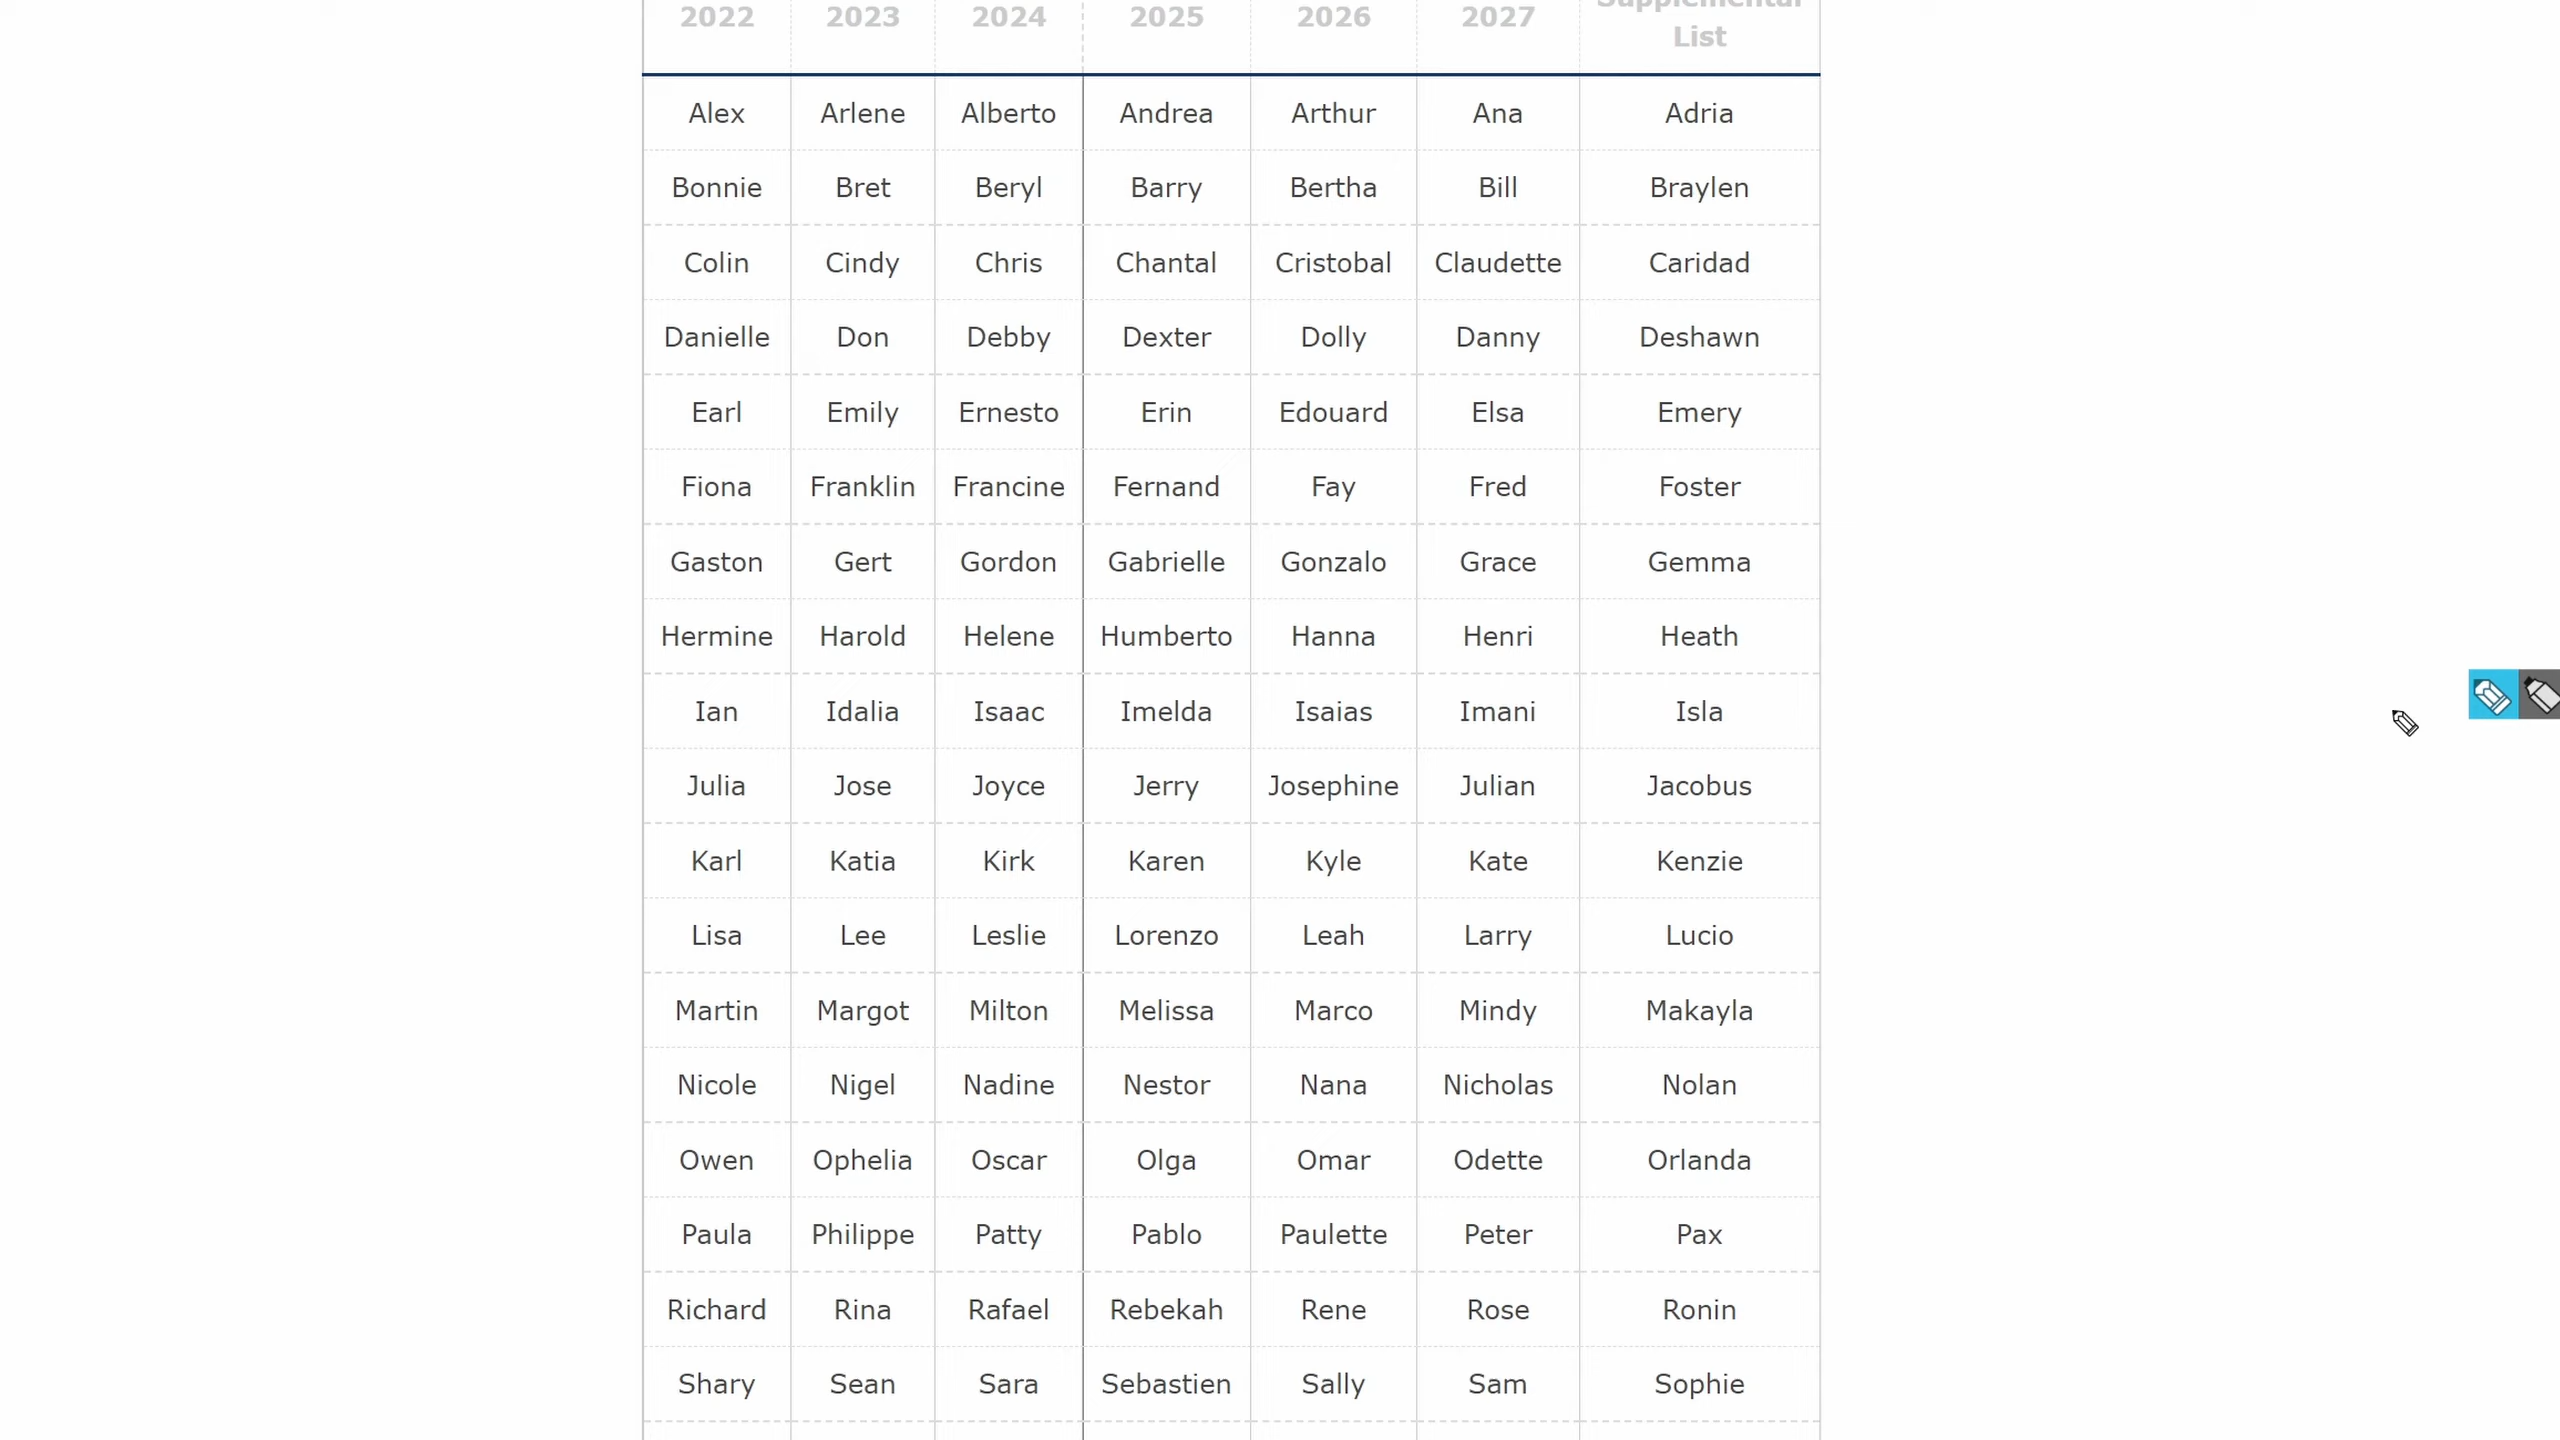 2022 2023 2024 2025 2026 2027 Supplemental
List
Alex Arlene Alberto Andrea Arthur Ana Adria
Bonnie Bret Beryl Barry Bertha Bill Braylen
Colin Cindy Chris Chantal Cristobal Claudette Caridad
Danielle Don Debby Dexter Dolly Danny Deshawn
Earl Emily Ernesto Erin Edouard Elsa Emery
Fiona Franklin Francine Fernand Fay Fred Foster
Gaston Gert Gordon Gabrielle Gonzalo Grace Gemma
Hermine Harold Helene Humberto Hanna Henri Heath
Ian Idalia Isaac Imelda Isaias Imani Isla
Julia Jose Joyce Jerry Josephine Julian Jacobus
Karl Katia Kirk Karen Kyle Kate Kenzie
Lisa Lee Leslie Lorenzo Leah Larry Lucio
Martin Margot Milton Melissa Marco Mindy Makayla
Nicole Nigel Nadine Nestor Nana Nicholas Nolan
Owen Ophelia Oscar Olga Omar Odette Orlanda
Paula Philippe Patty Pablo Paulette Peter Pax
Richard Rina Rafael Rebekah Rene Rose Ronin
Shary Sean Sara Sebastien Sally Sam Sophie